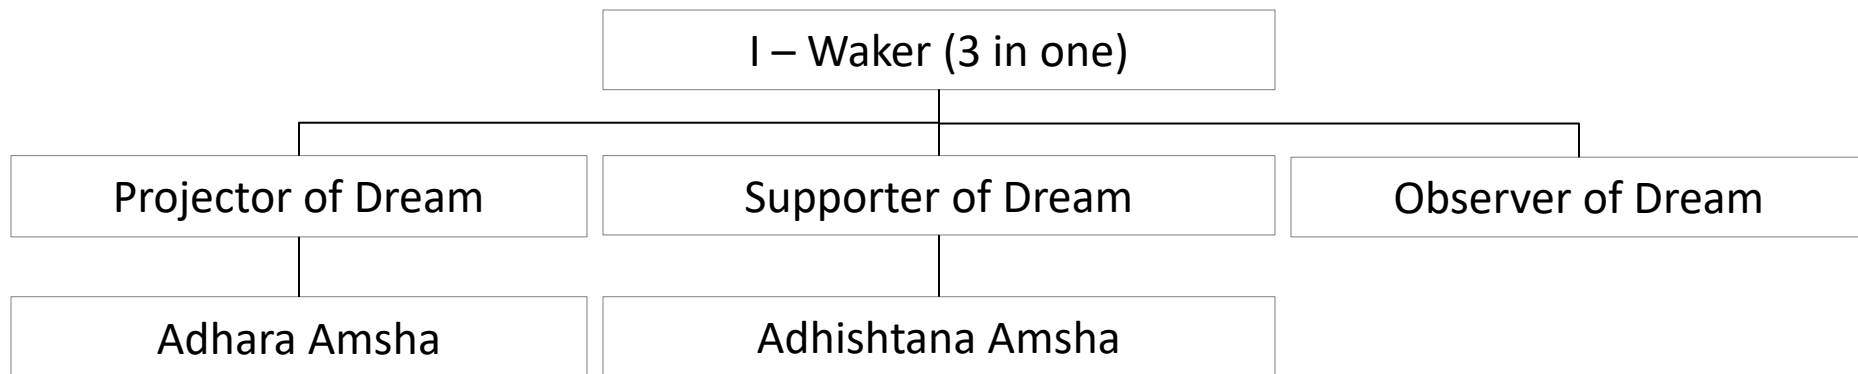 I – Waker (3 in one)
Projector of Dream
Supporter of Dream
Observer of Dream
Adhara Amsha
Adhishtana Amsha